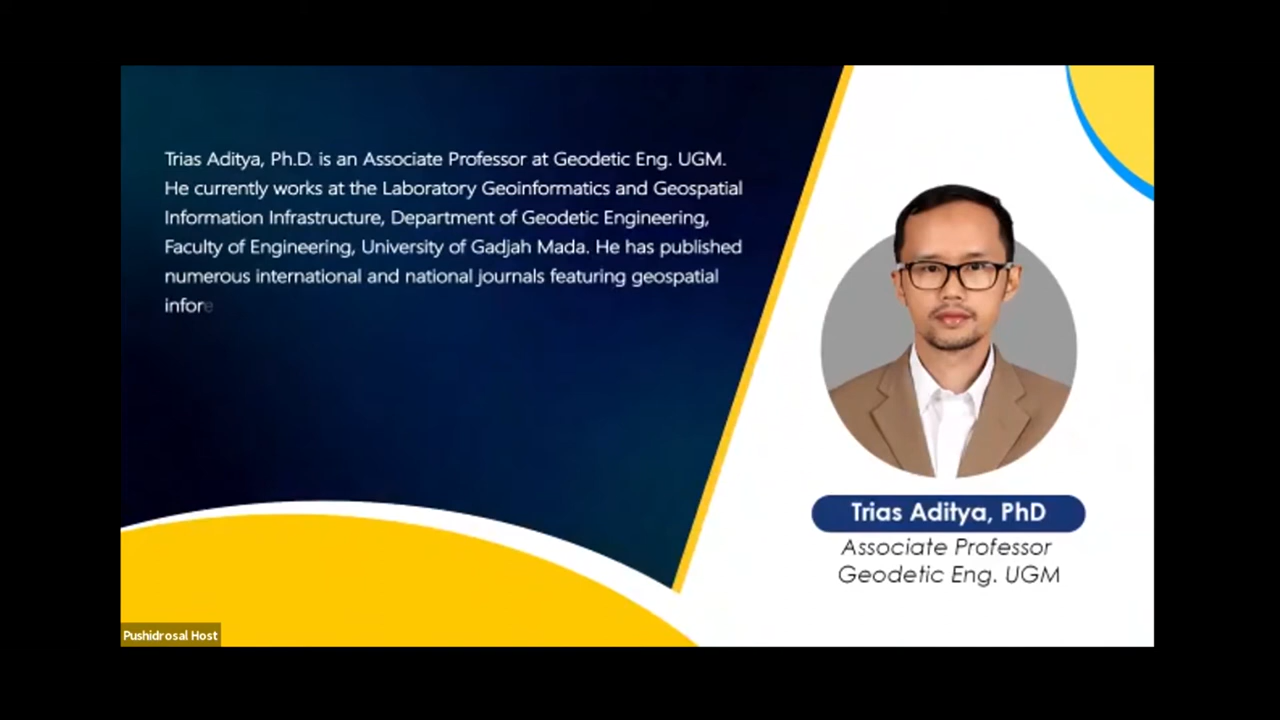 Trias Aditya, Ph.D. is an Associate Professor at Geodetic Eng. UGM.
He currently works at the Laboratory Geoinformatics and Geospatial
Information Infrastructure, Department of Geodetic Engineering,
Faculty of Engineering, University of Gadjah Mada. He has published
numerous international and national journals featuring geospatial
infore
Trias Aditya, PhD
Associate Professor
Geodetic Eng. UGM
Pushidrosal Host